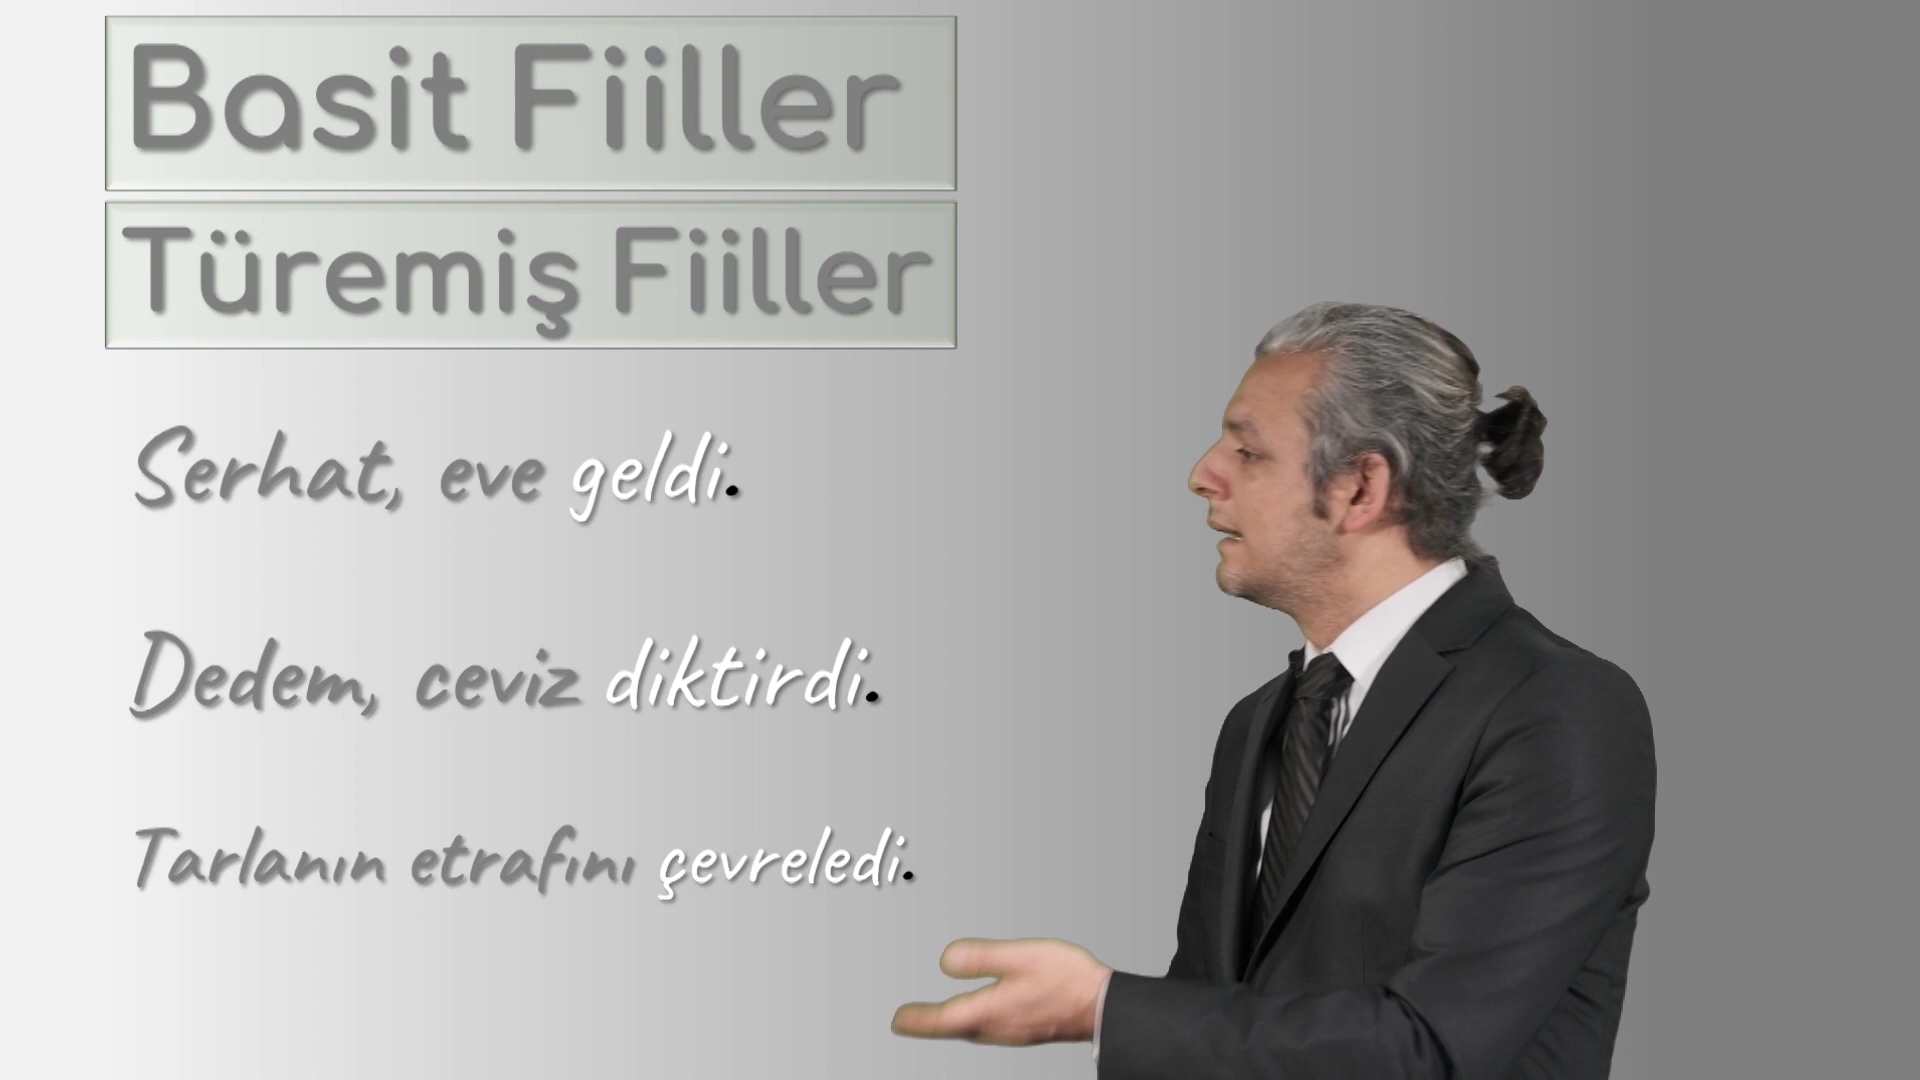 Basit Fiiller
Türemiş Fiiller
Serhat, eve geldi.
Dedem, ceviz diktirdi.
Tarlanın etrafını çevreledi.